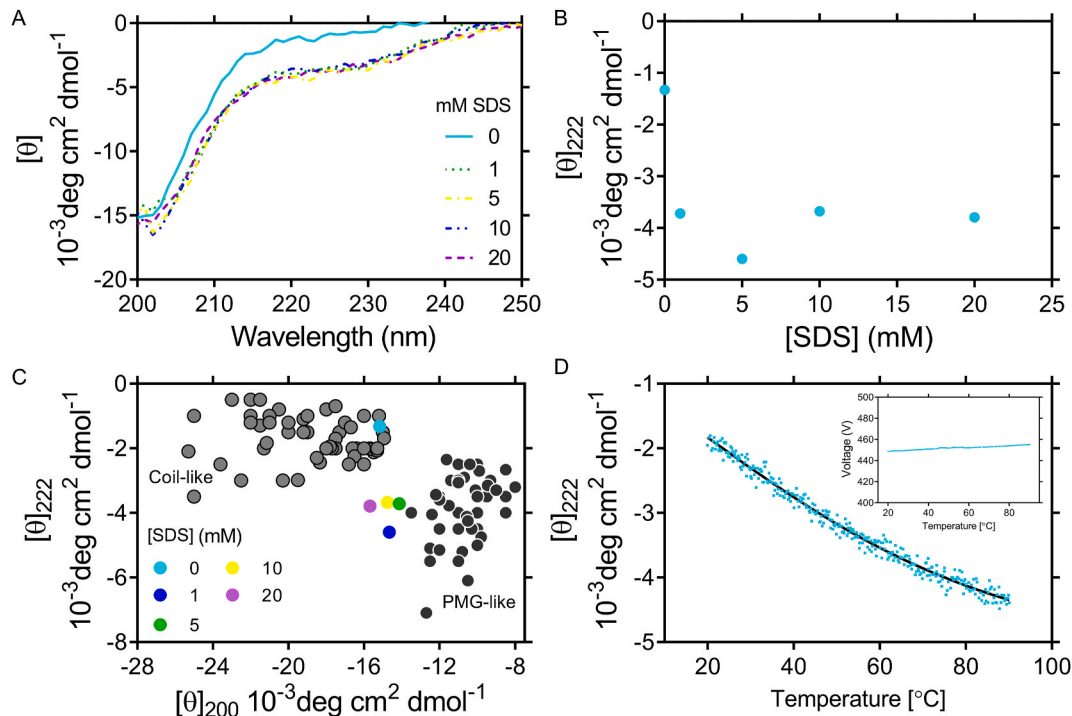 A
0
-5
-10
-15
-20
200
210
220
230
240
250
Wavelength (nm)
[θ]
10⁻³deg cm² dmol⁻¹
mM SDS
0
1
5
10
20
B
0
-1
-2
-3
-4
-5
0
5
10
15
20
25
[SDS] (mM)
[θ]₂₂₂
10⁻³deg cm² dmol⁻¹
C
0
-2
-4
-6
-8
-28
-24
-20
-16
-12
-8
[θ]₂₀₀ 10⁻³deg cm² dmol⁻¹
[θ]₂₂₂
10⁻³deg cm² dmol⁻¹
Coil-like
PMG-like
[SDS] (mM)
0
10
1
20
5
D
-1
-2
-3
-4
-5
20
40
60
80
100
Temperature [°C]
[θ]₂₂₂
10⁻³deg cm² dmol⁻¹
500
480
460
440
420
400
20
40
60
80
Voltage (V)
Temperature [°C]